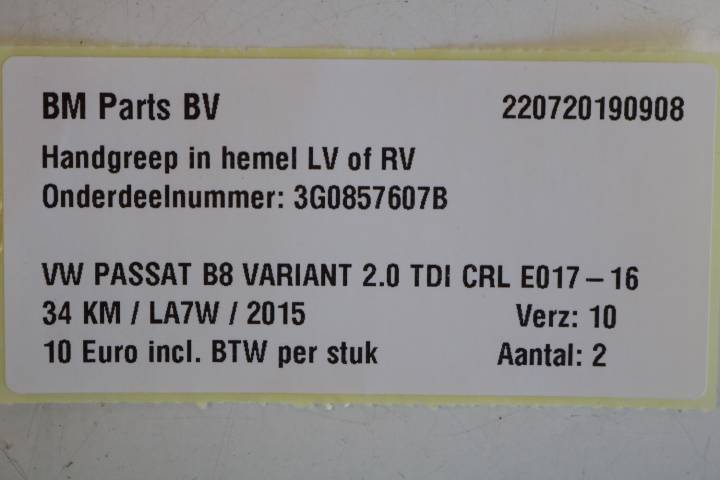 BM Parts BV 220720190908
Handgreep in hemel LV of RV
Onderdeelnummer: 3G0857607B
VW PASSAT B8 VARIANT 2.0 TDI CRL E017 – 16
34 KM / LA7W / 2015 Verz: 10
10 Euro incl. BTW per stuk Aantal: 2